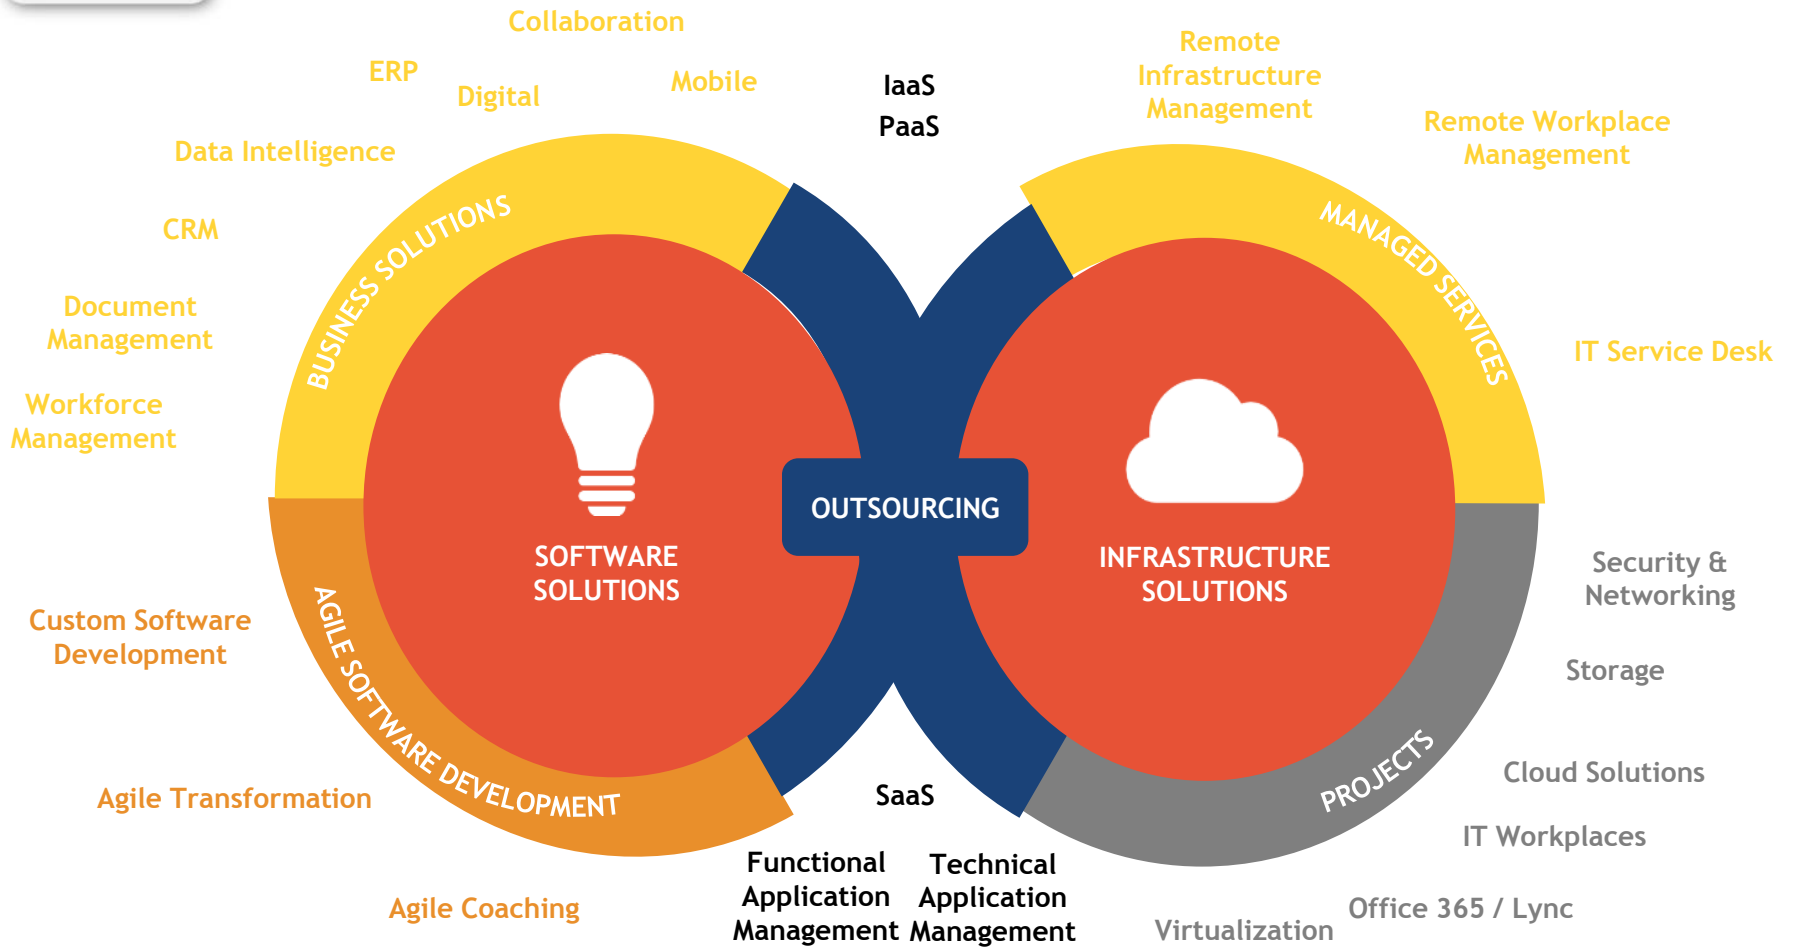 Collaboration
ERP
Digital
Mobile
Data Intelligence
CRM
Document
Management
Workforce
Management
BUSINESS SOLUTIONS
IaaS
PaaS
Remote
Infrastructure
Management
Remote Workplace
Management
MANAGED SERVICES
IT Service Desk
SOFTWARE
SOLUTIONS
OUTSOURCING
INFRASTRUCTURE
SOLUTIONS
Custom Software
Development
AGILE SOFTWARE DEVELOPMENT
Agile Transformation
Agile Coaching
SaaS
Functional
Application
Management
Technical
Application
Management
Security &
Networking
Storage
PROJECTS
Cloud Solutions
IT Workplaces
Office 365 / Lync
Virtualization